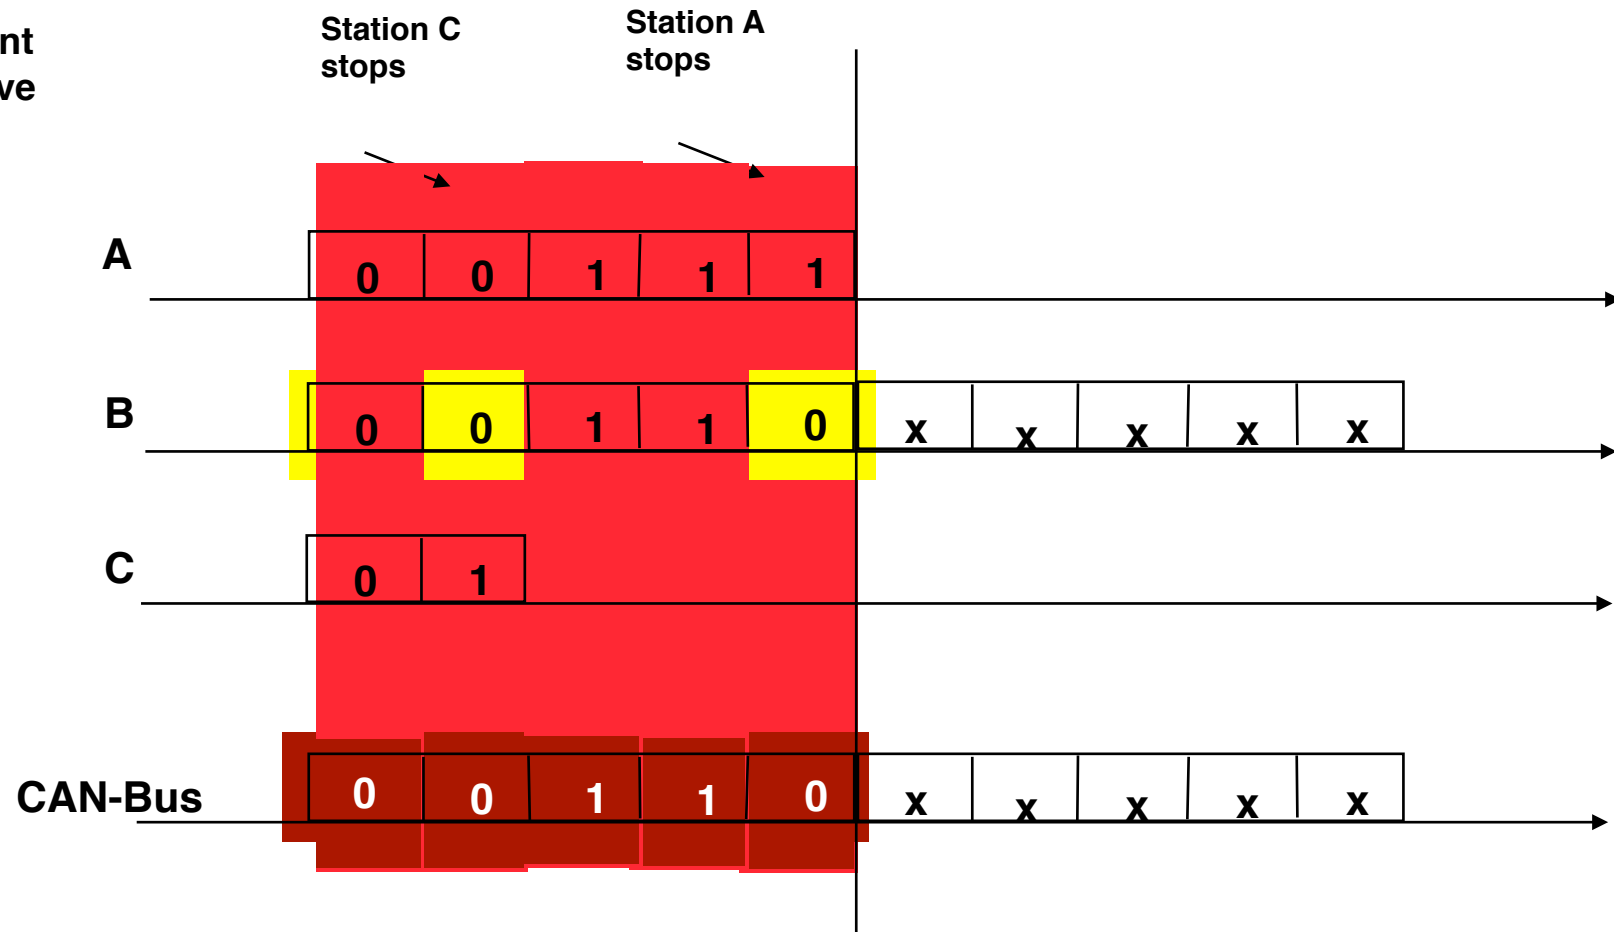 nt
ve
Station C
stops
Station A
stops
A
0 0 1 1 1
B
0 0 1 1 0 x x x x x
C
0 1
CAN-Bus
0 0 1 1 0 x x x x x